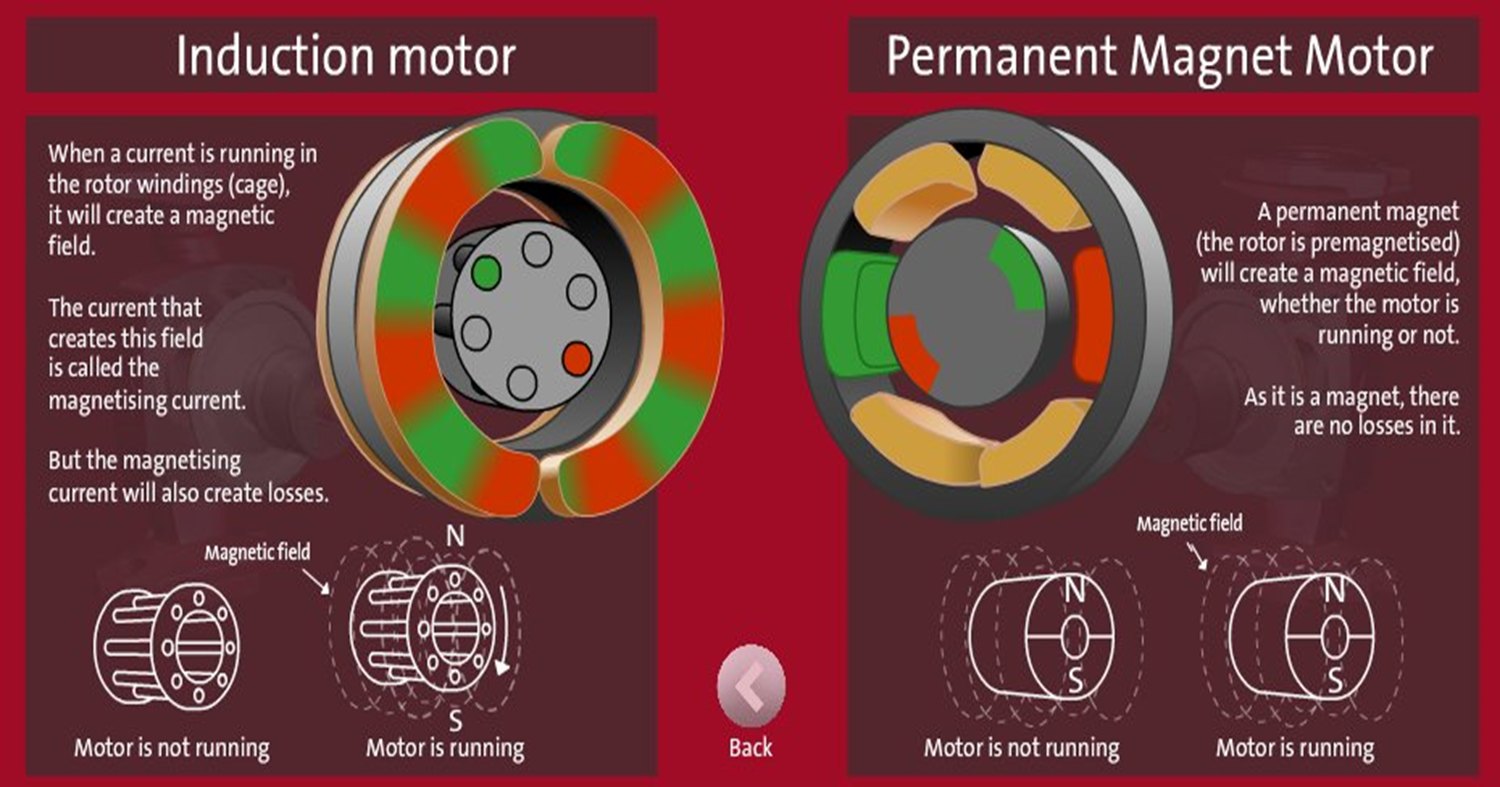 Induction motor
When a current is running in
the rotor windings (cage),
it will create a magnetic
field.
The current that
creates this field
is called the
magnetising current.
But the magnetising
current will also create losses.
Magnetic field
N
S
Motor is not running
Motor is running
Back
Permanent Magnet Motor
A permanent magnet
(the rotor is premagnetised)
will create a magnetic field,
whether the motor is
running or not.
As it is a magnet, there
are no losses in it.
Magnetic field
N
S
N
S
Motor is not running
Motor is running